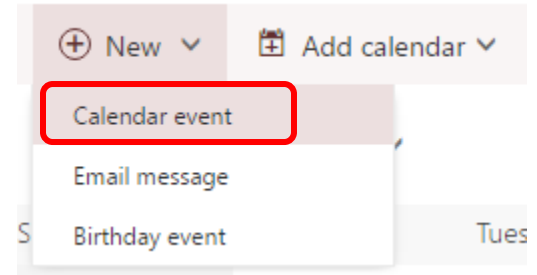 New Add calendar
Calendar event
Email message
S Birthday event Tues